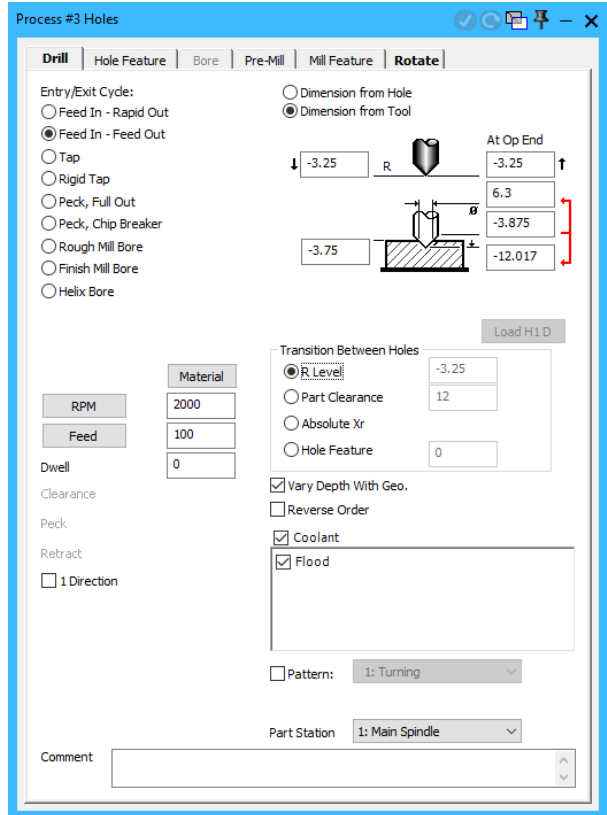 Process #3 Holes
Drill
Hole Feature
Bore
Pre-Mill
Mill Feature
Rotate
Entry/Exit Cycle:
Feed In - Rapid Out
Feed In - Feed Out
Tap
Rigid Tap
Peck, Full Out
Peck, Chip Breaker
Rough Mill Bore
Finish Mill Bore
Helix Bore
Dimension from Hole
Dimension from Tool
At Op End
-3.25
R
-3.25
6.3
ø
-3.875
-3.75
-12.017
Load H1 D
Material
RPM
2000
Feed
100
Dwell
0
Clearance
Peck
Retract
1 Direction
Transition Between Holes
R Level
-3.25
Part Clearance
12
Absolute Xr
Hole Feature
0
Vary Depth With Geo.
Reverse Order
Coolant
Flood
Pattern:
1: Turning
Part Station
1: Main Spindle
Comment